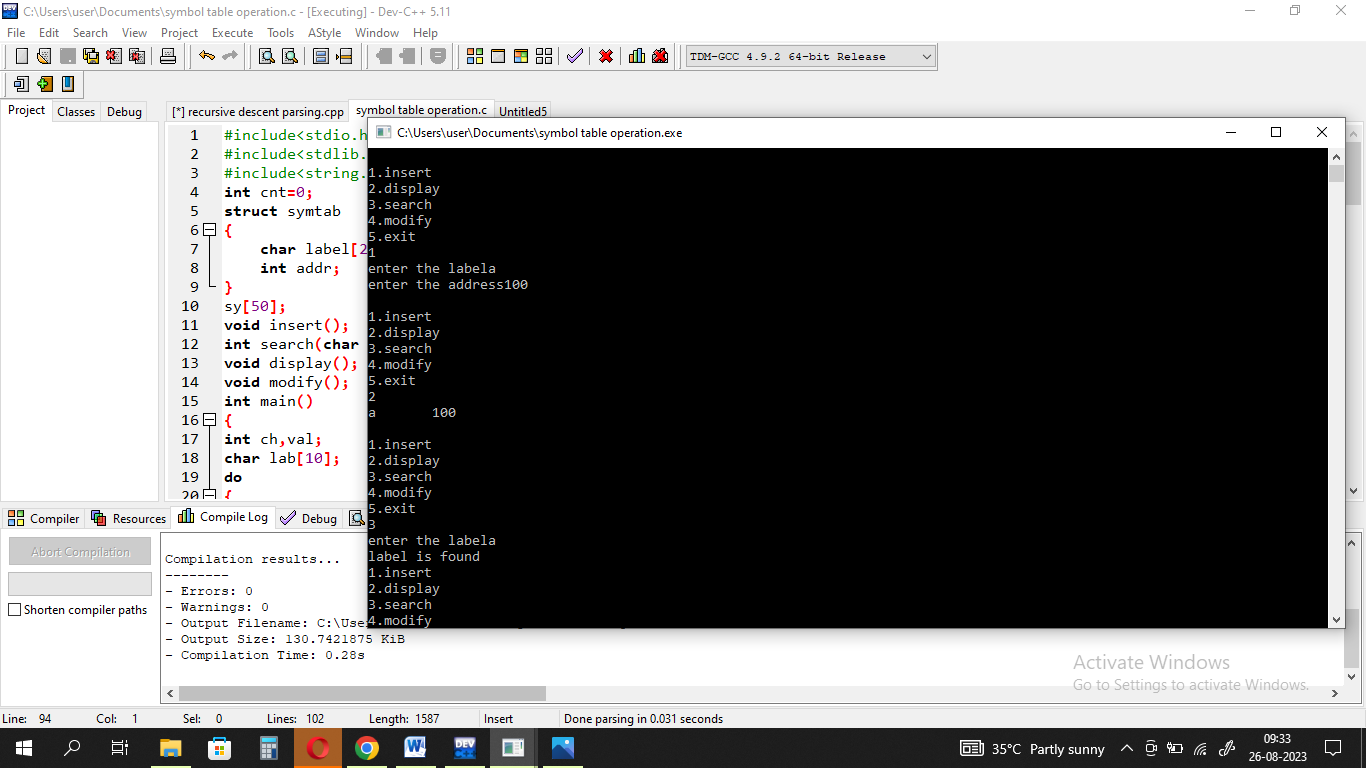 C:\Users\user\Documents\symbol table operation.c - [Executing] - Dev-C++ 5.11
File Edit Search View Project Execute Tools AStyle Window Help
TDM-GCC 4.9.2 64-bit Release
Project Classes Debug
[*] recursive descent parsing.cpp symbol table operation.c Untitled5
1 #include<stdio.h
2 #include<stdlib.
3 #include<string.
4 int cnt=0;
5 struct symtab
6 {
7 char label[2
8 int addr;
9 }
10 sy[50];
11 void insert();
12 int search(char
13 void display();
14 void modify();
15 int main()
16 {
17 int ch,val;
18 char lab[10];
19 do
20 {
C:\Users\user\Documents\symbol table operation.exe
1.insert
2.display
3.search
4.modify
5.exit
1
enter the labela
enter the address100
1.insert
2.display
3.search
4.modify
5.exit
2
a 100
1.insert
2.display
3.search
4.modify
5.exit
3
enter the labela
label is found
1.insert
2.display
3.search
4.modify
Compiler Resources Compile Log Debug
Abort Compilation
Shorten compiler paths
Compilation results...
--------
- Errors: 0
- Warnings: 0
- Output Filename: C:\Use
- Output Size: 130.7421875 KiB
- Compilation Time: 0.28s
Activate Windows
Go to Settings to activate Windows.
Line: 94 Col: 1 Sel: 0 Lines: 102 Length: 1587 Insert Done parsing in 0.031 seconds
35°C Partly sunny
09:33
26-08-2023